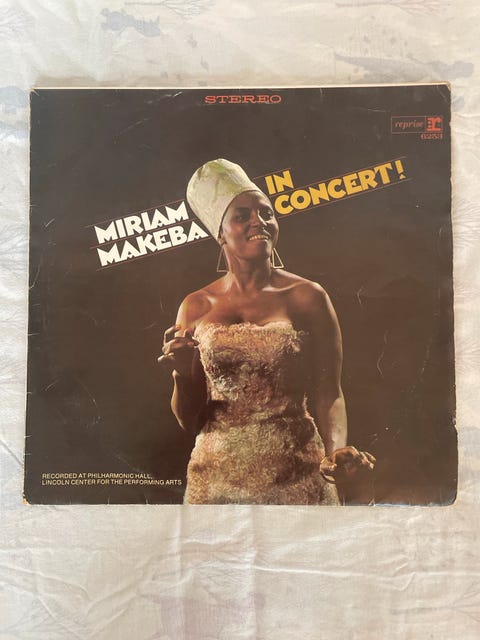 STEREO
reprise
6253
MIRIAM
MAKEBA
IN
CONCERT!
RECORDED AT PHILHARMONIC HALL,
LINCOLN CENTER FOR THE PERFORMING ARTS